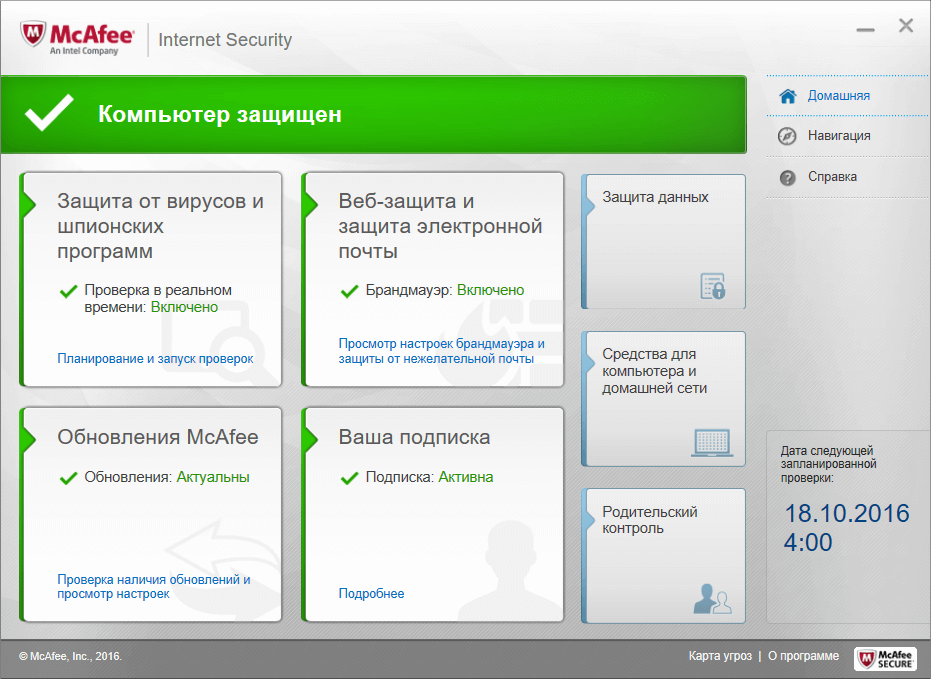 McAfee
An Intel Company
Internet Security
Компьютер защищен
Домашняя
Навигация
Справка
Защита от вирусов и
шпионских
программ
Проверка в реальном
времени: Включено
Планирование и запуск проверок
Веб-защита и
защита электронной
почты
Брандмауэр: Включено
Просмотр настроек брандмауэра и
защиты от нежелательной почты
Защита данных
Средства для
компьютера и
домашней сети
Обновления McAfee
Обновления: Актуальны
Проверка наличия обновлений и
просмотр настроек
Ваша подписка
Подписка: Активна
Подробнее
Родительский
контроль
Дата следующей
запланированной
проверки:
18.10.2016
4:00
© McAfee, Inc., 2016.
Карта угроз | О программе
McAfee
SECURE